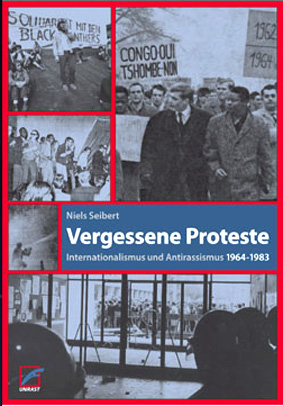 SOLIDARITÄT MIT DEN
BLACK PANTHERS
CONGO-OUI
TSHOMBE-NON
1962
1964
Niels Seibert
Vergessene Proteste
Internationalismus und Antirassismus 1964-1983
UNRAST